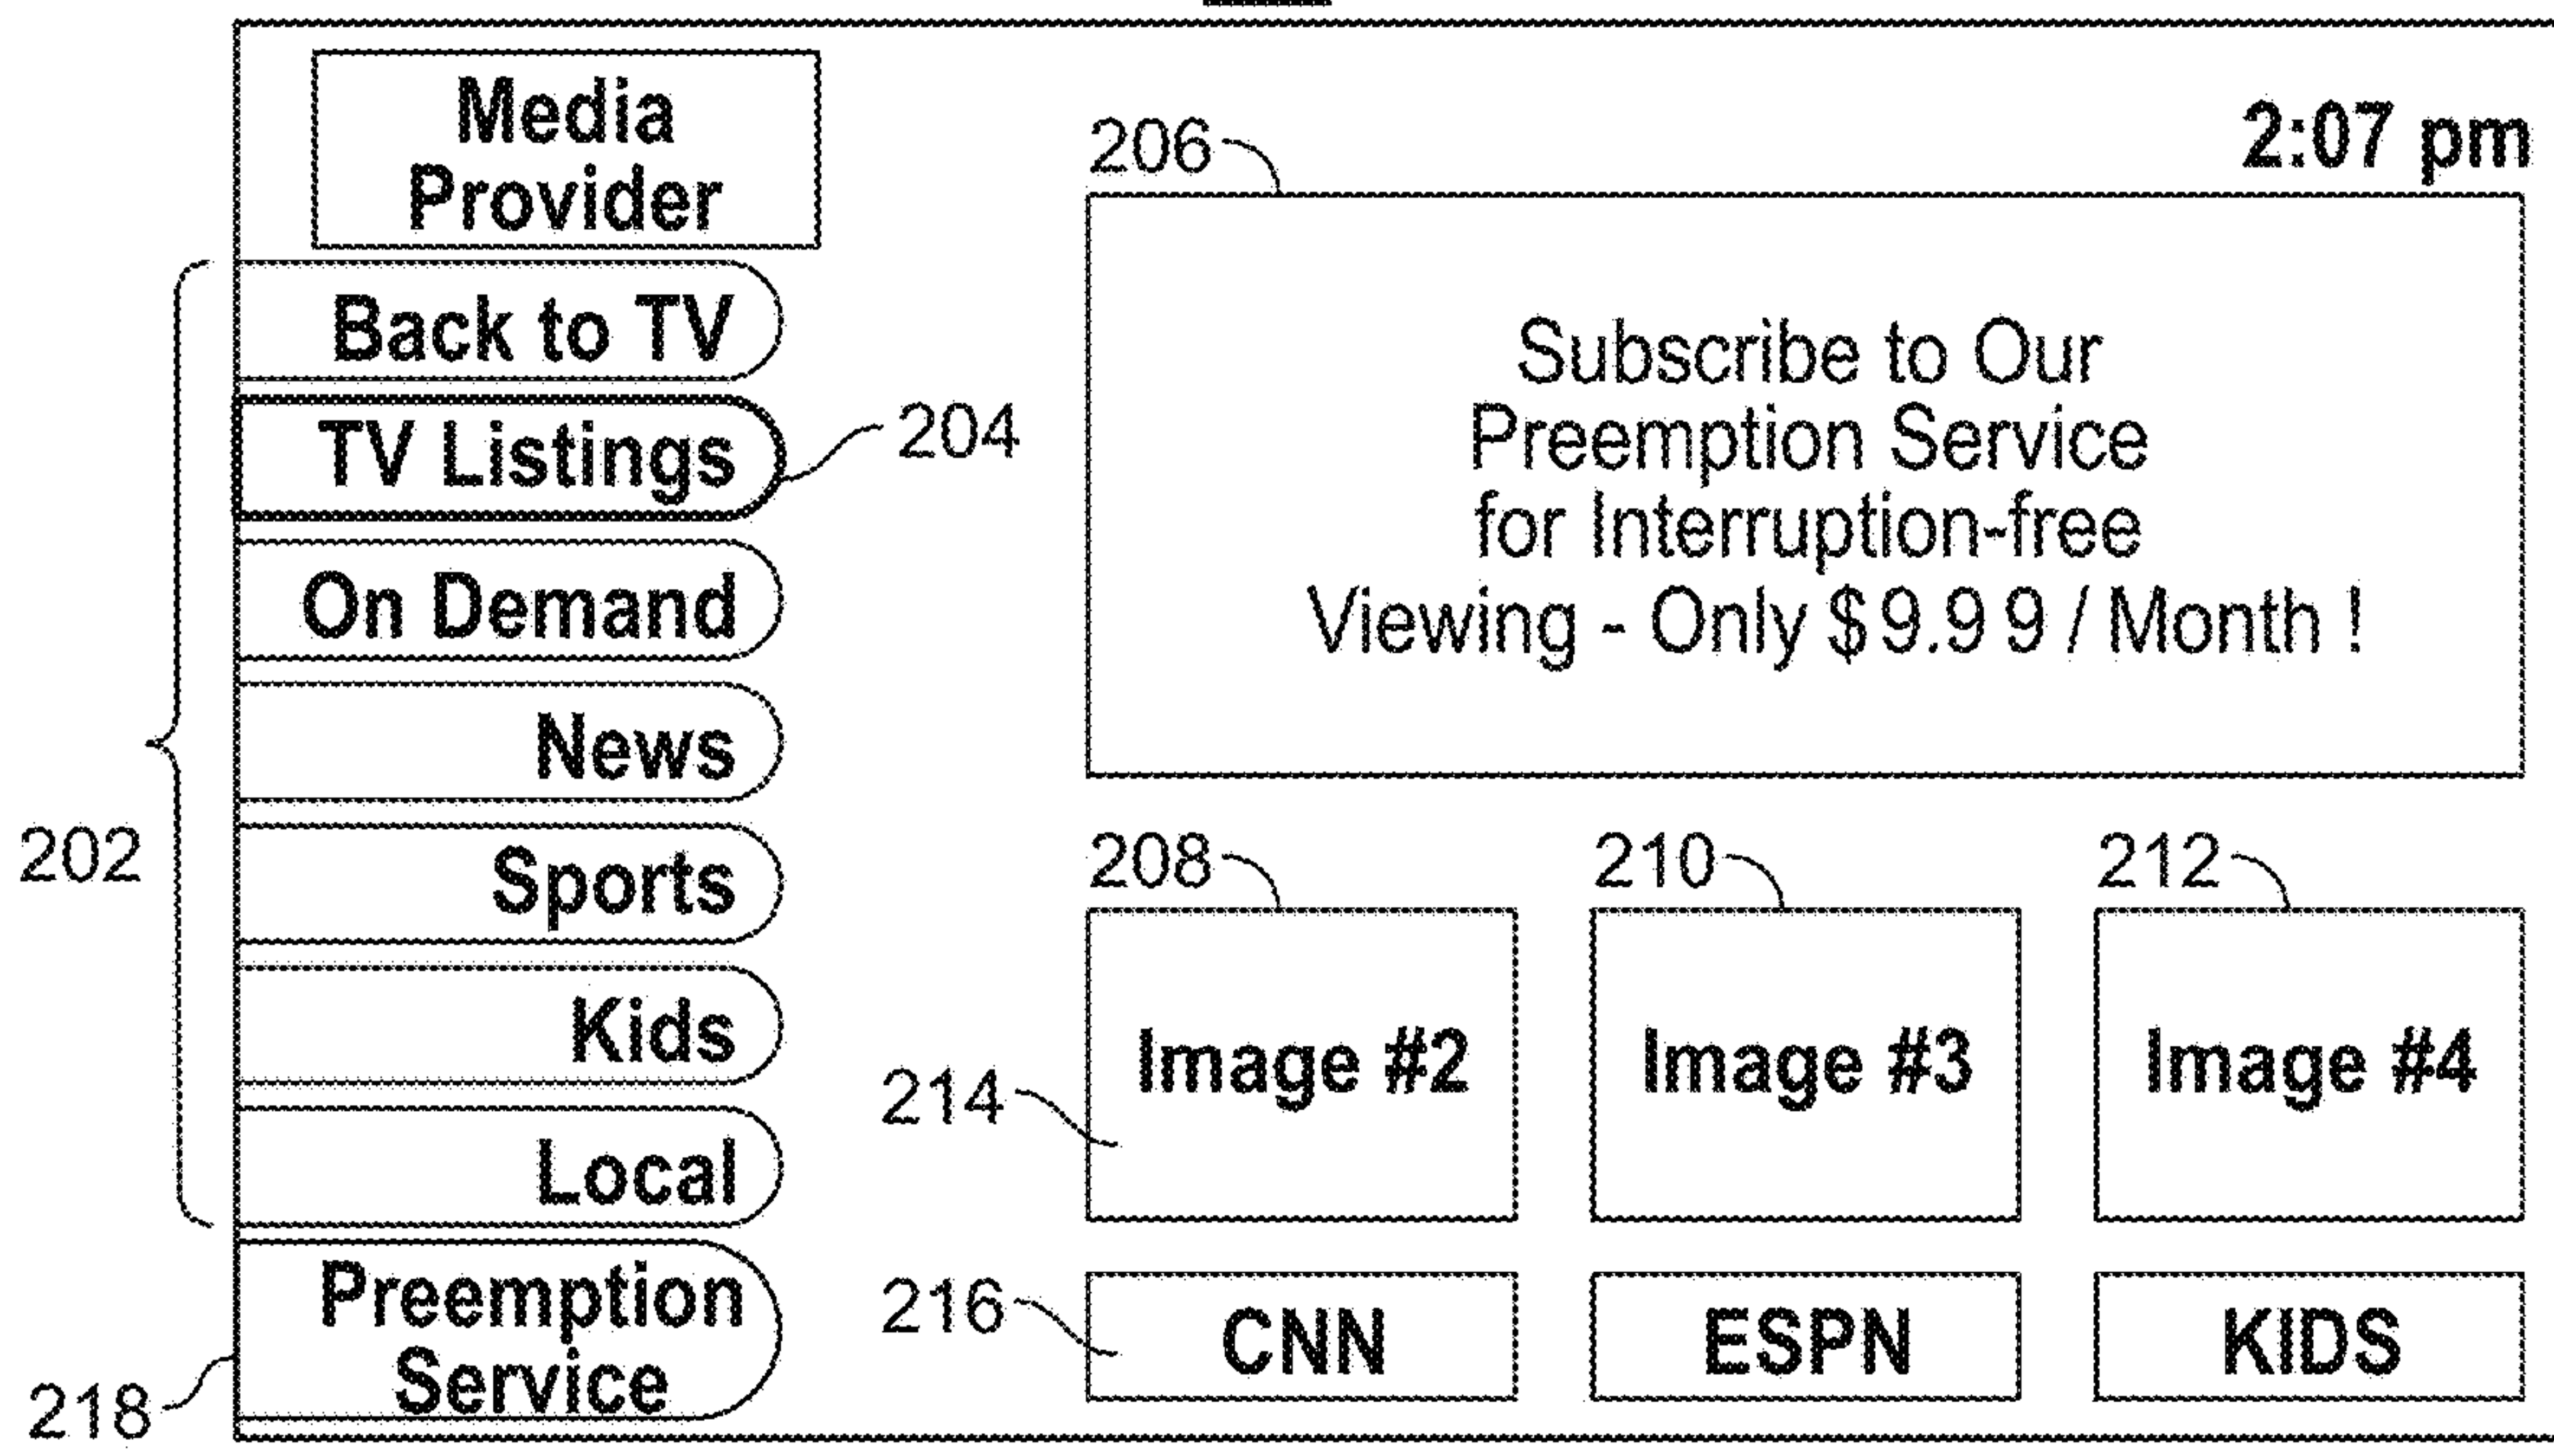 Media
Provider
2:07 pm
206
Back to TV
TV Listings
204
On Demand
News
Sports
Kids
Local
202
Preemption
Service
218
Subscribe to Our
Preemption Service
for Interruption-free
Viewing - Only $9.99 / Month !
208
210
212
Image #2
Image #3
Image #4
214
216
CNN
ESPN
KIDS